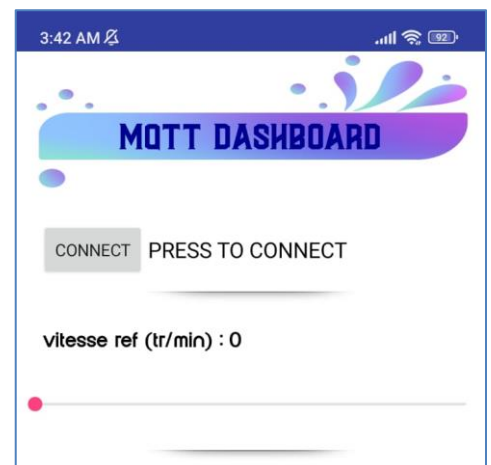 3:42 AM 92
MQTT DASHBOARD
CONNECT PRESS TO CONNECT
vitesse ref (tr/min) : 0